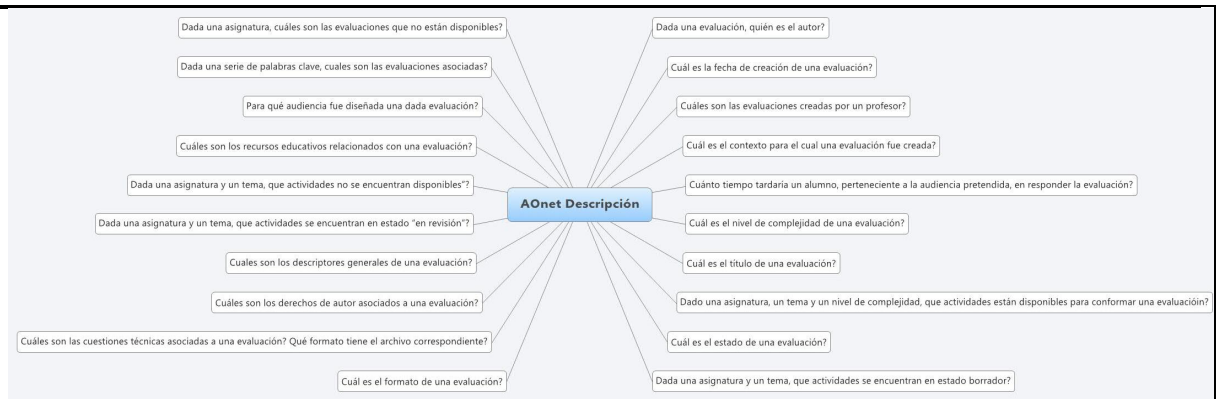 Dada una asignatura, cuáles son las evaluaciones que no están disponibles?
Dada una serie de palabras clave, cuales son las evaluaciones asociadas?
Para qué audiencia fue diseñada una dada evaluación?
Cuáles son los recursos educativos relacionados con una evaluación?
Dada una asignatura y un tema, que actividades no se encuentran disponibles"?
Dada una asignatura y un tema, que actividades se encuentran en estado "en revisión"?
Cuales son los descriptores generales de una evaluación?
Cuáles son los derechos de autor asociados a una evaluación?
Cuáles son las cuestiones técnicas asociadas a una evaluación? Qué formato tiene el archivo correspondiente?
Cuál es el formato de una evaluación?
AOnet Descripción
Dada una evaluación, quién es el autor?
Cuál es la fecha de creación de una evaluación?
Cuáles son las evaluaciones creadas por un profesor?
Cuál es el contexto para el cual una evaluación fue creada?
Cuánto tiempo tardaría un alumno, perteneciente a la audiencia pretendida, en responder la evaluación?
Cuál es el nivel de complejidad de una evaluación?
Cuál es el título de una evaluación?
Dado una asignatura, un tema y un nivel de complejidad, que actividades están disponibles para conformar una evaluacióin?
Cuál es el estado de una evaluación?
Dada una asignatura y un tema, que actividades se encuentran en estado borrador?